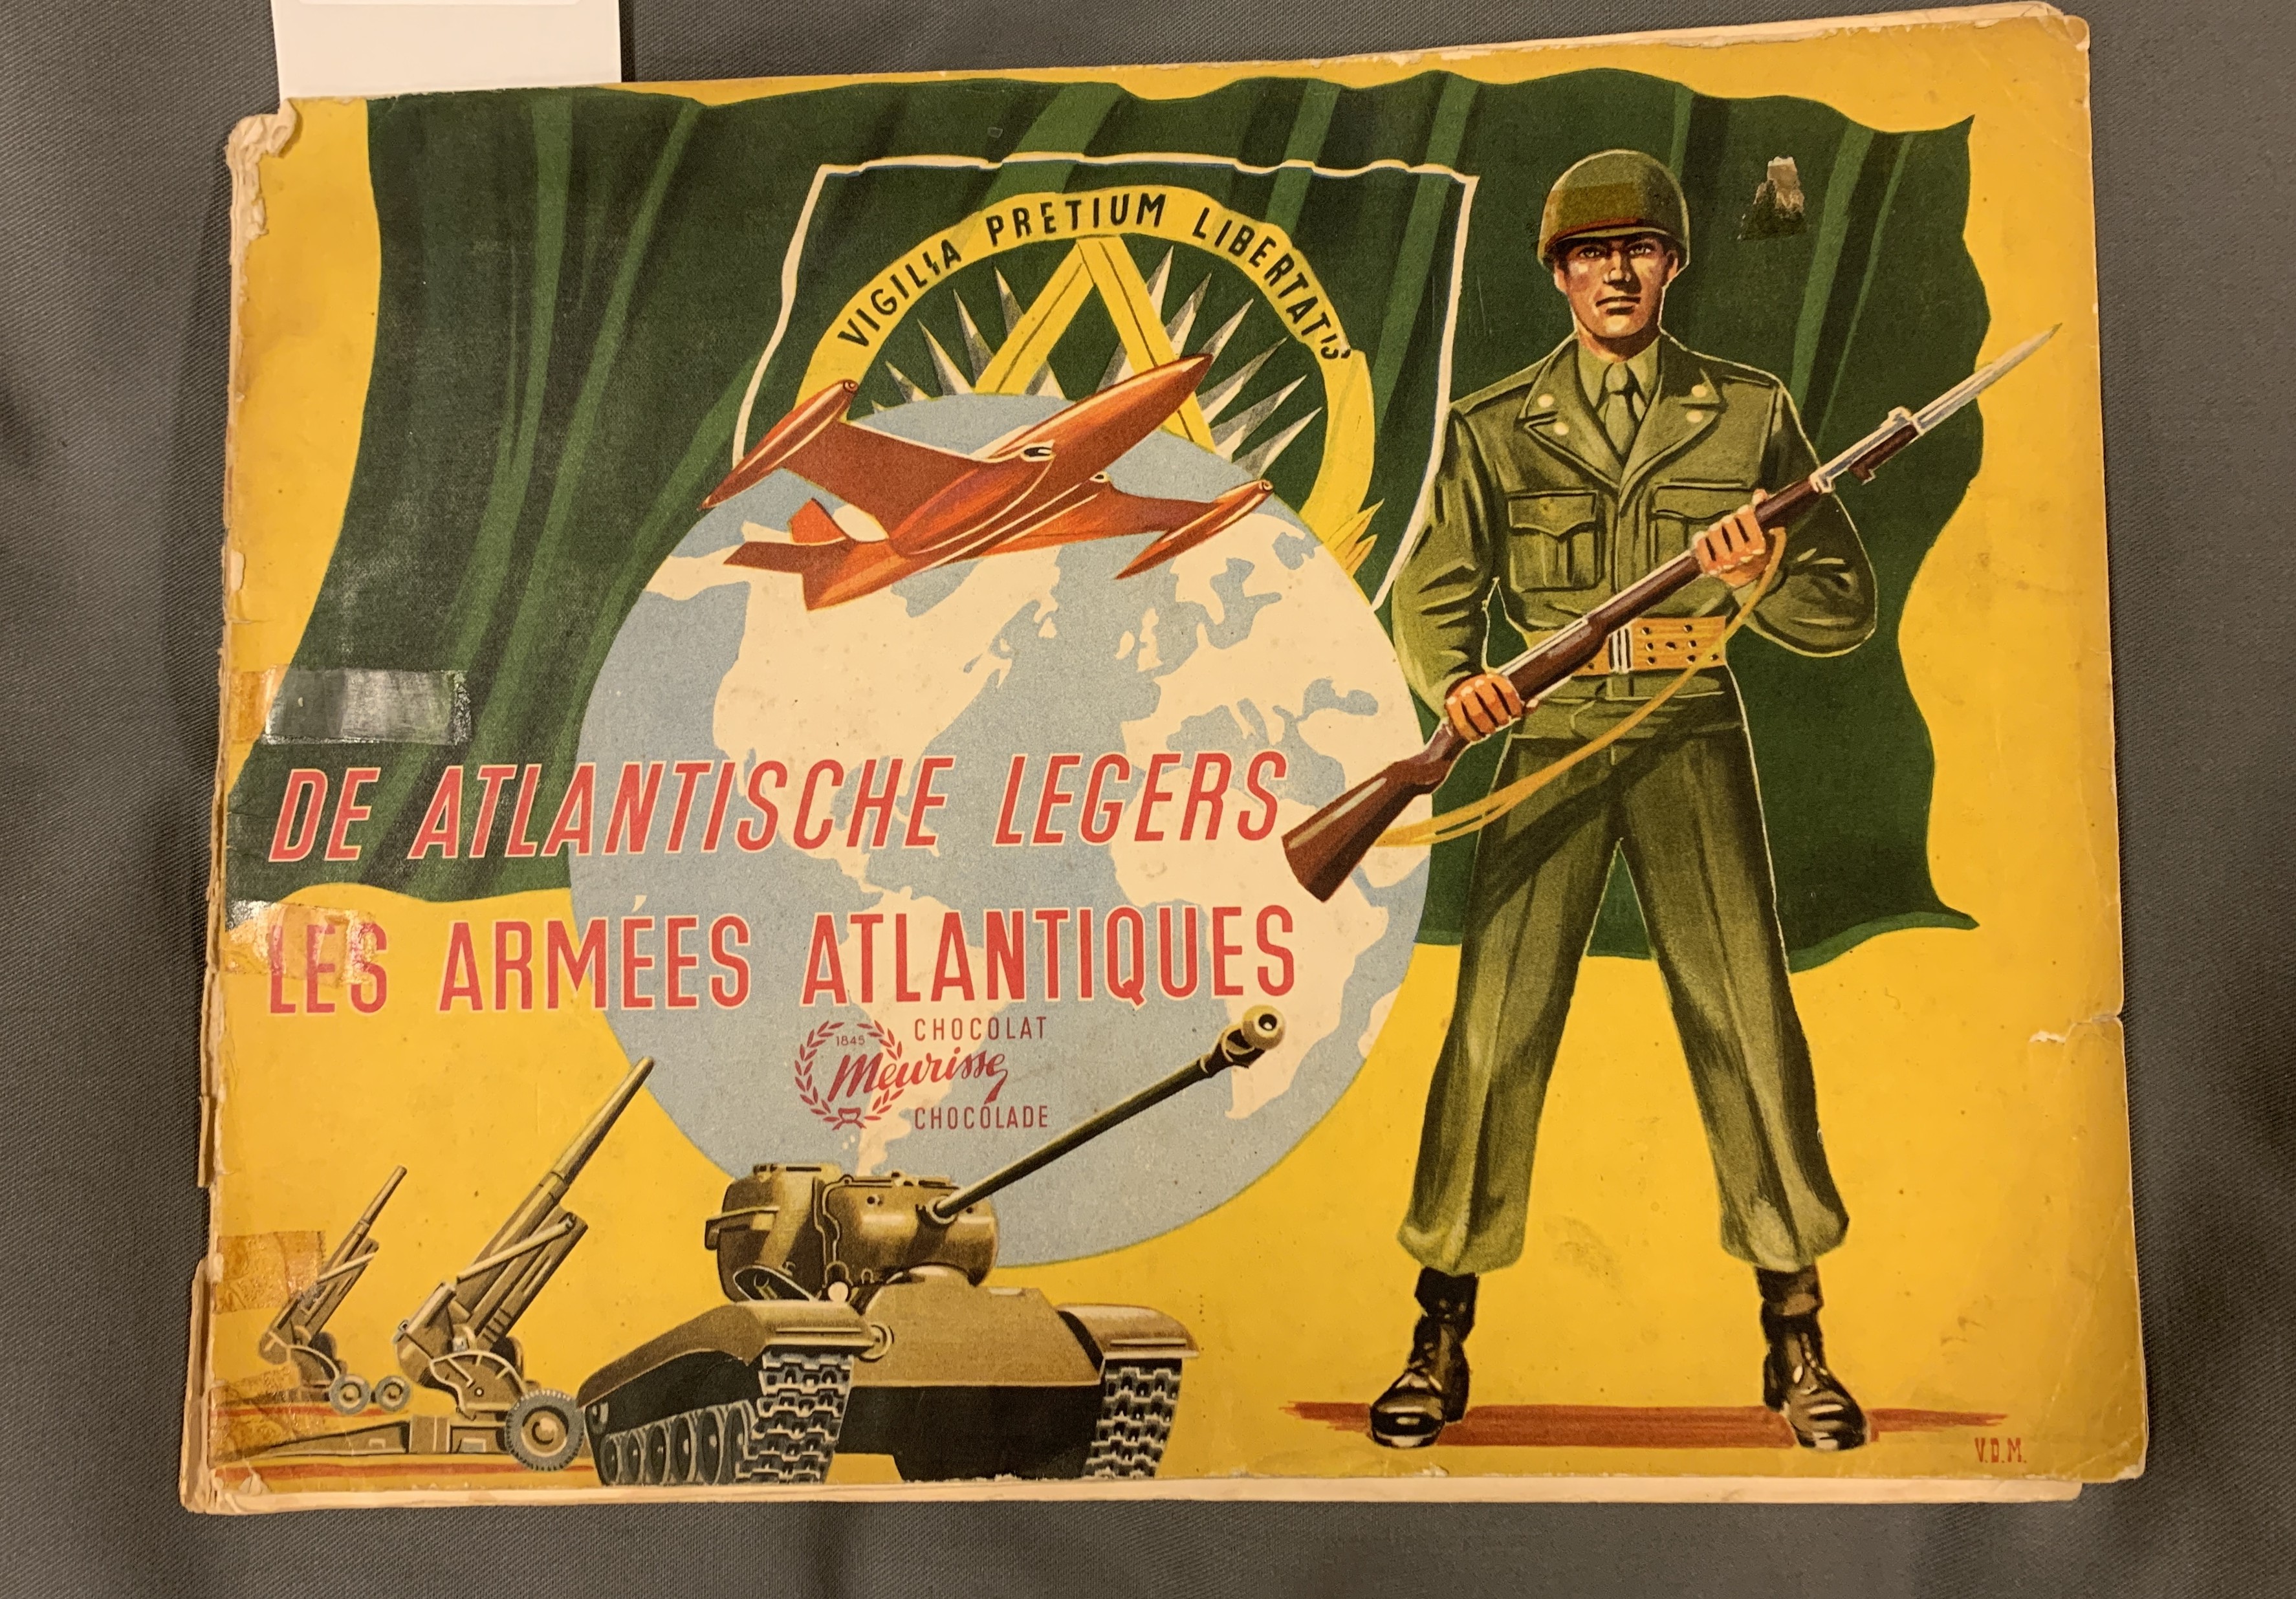 VIGILIA PRETIUM LIBERTATIS
DE ATLANTISCHE LEGERS
LES ARMÉES ATLANTIQUES
CHOCOLAT
1845
Meurisse
CHOCOLADE
V.D.M.